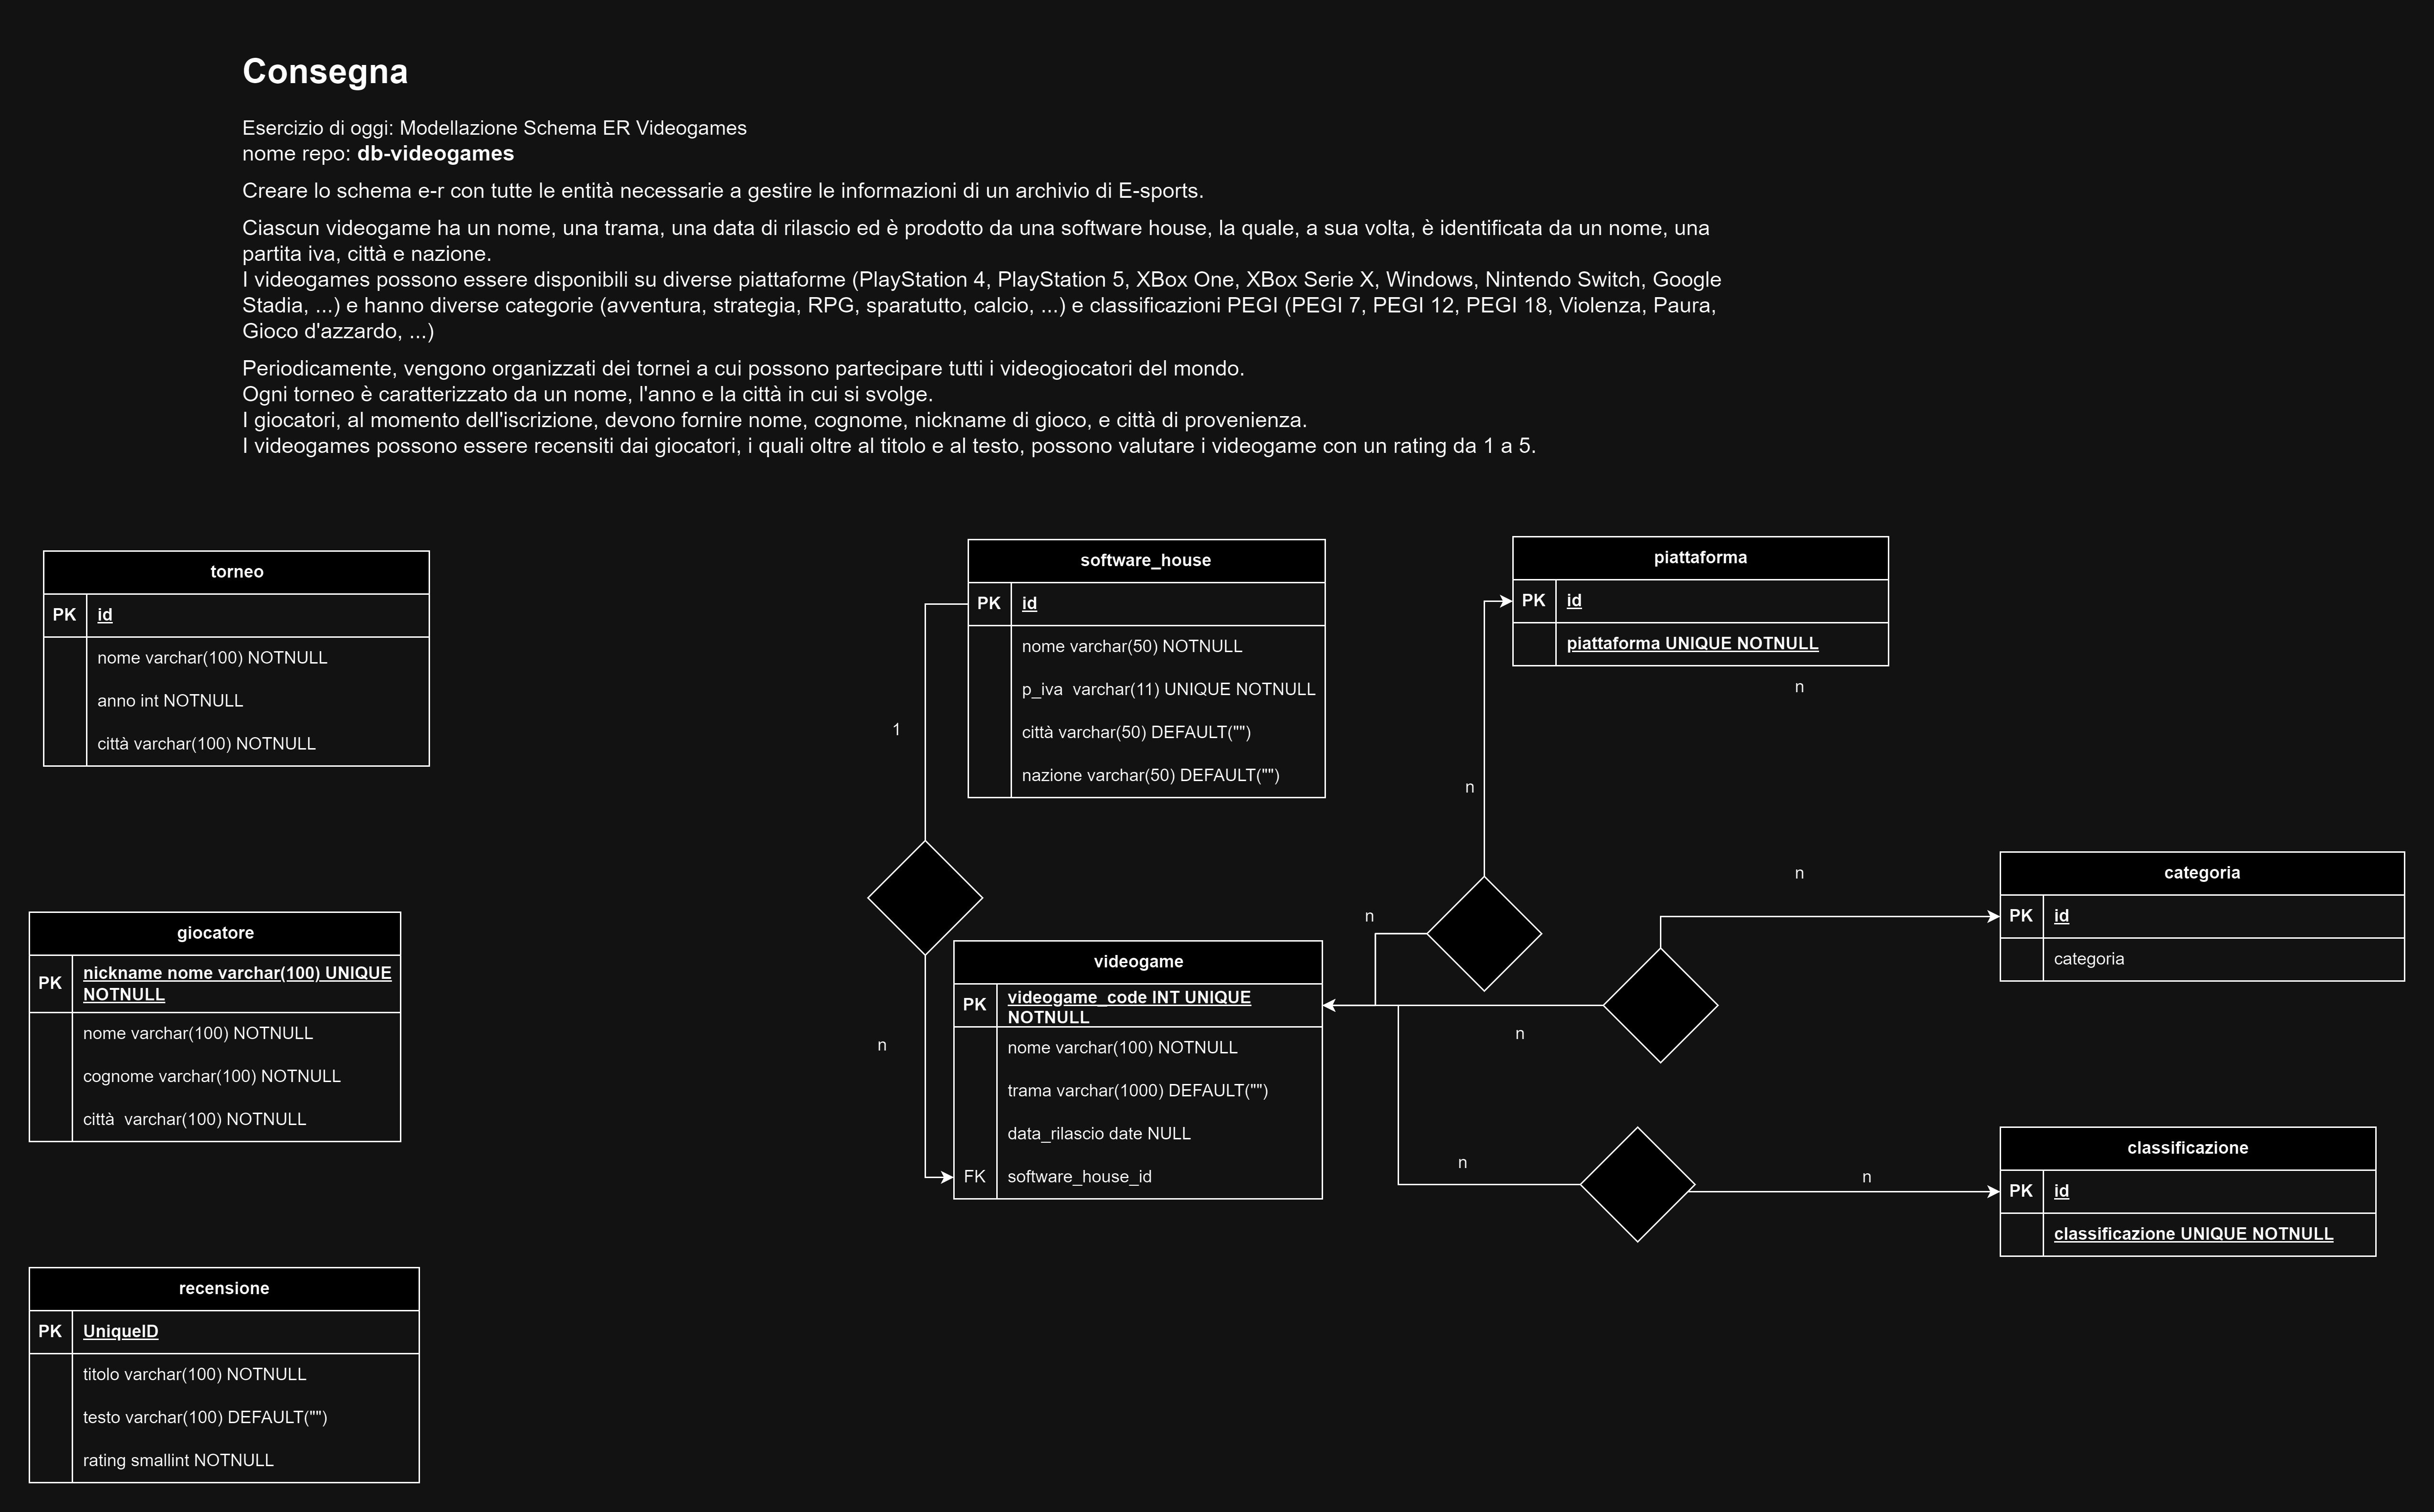 Consegna
Esercizio di oggi: Modellazione Schema ER Videogames
nome repo: db-videogames
Creare lo schema e-r con tutte le entità necessarie a gestire le informazioni di un archivio di E-sports.
Ciascun videogame ha un nome, una trama, una data di rilascio ed è prodotto da una software house, la quale, a sua volta, è identificata da un nome, una
partita iva, città e nazione.
I videogames possono essere disponibili su diverse piattaforme (PlayStation 4, PlayStation 5, XBox One, XBox Serie X, Windows, Nintendo Switch, Google
Stadia, ...) e hanno diverse categorie (avventura, strategia, RPG, sparatutto, calcio, ...) e classificazioni PEGI (PEGI 7, PEGI 12, PEGI 18, Violenza, Paura,
Gioco d'azzardo, ...)
Periodicamente, vengono organizzati dei tornei a cui possono partecipare tutti i videogiocatori del mondo.
Ogni torneo è caratterizzato da un nome, l'anno e la città in cui si svolge.
I giocatori, al momento dell'iscrizione, devono fornire nome, cognome, nickname di gioco, e città di provenienza.
I videogames possono essere recensiti dai giocatori, i quali oltre al titolo e al testo, possono valutare i videogame con un rating da 1 a 5.
torneo
PK id
nome varchar(100) NOTNULL
anno int NOTNULL
città varchar(100) NOTNULL
software_house
PK id
nome varchar(50) NOTNULL
p_iva  varchar(11) UNIQUE NOTNULL
città varchar(50) DEFAULT("")
nazione varchar(50) DEFAULT("")
piattaforma
PK id
piattaforma UNIQUE NOTNULL
n
1
n
n
n
categoria
PK id
categoria
giocatore
PK nickname nome varchar(100) UNIQUE
NOTNULL
nome varchar(100) NOTNULL
cognome varchar(100) NOTNULL
città  varchar(100) NOTNULL
n
videogame
PK videogame_code INT UNIQUE
NOTNULL
nome varchar(100) NOTNULL
trama varchar(1000) DEFAULT("")
data_rilascio date NULL
FK software_house_id
n
n
n
classificazione
PK id
classificazione UNIQUE NOTNULL
recensione
PK UniqueID
titolo varchar(100) NOTNULL
testo varchar(100) DEFAULT("")
rating smallint NOTNULL